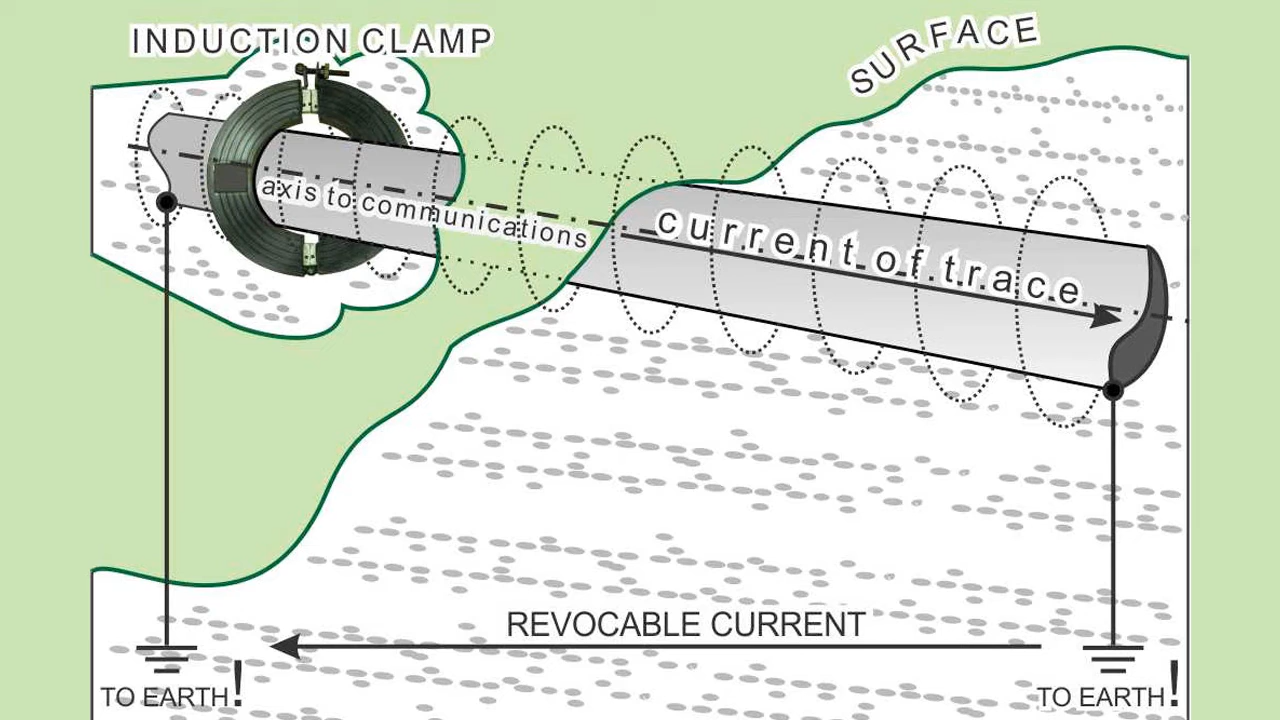 INDUCTION CLAMP
SURFACE
axis to communications
current of trace
REVOCABLE CURRENT
TO EARTH!
TO EARTH!